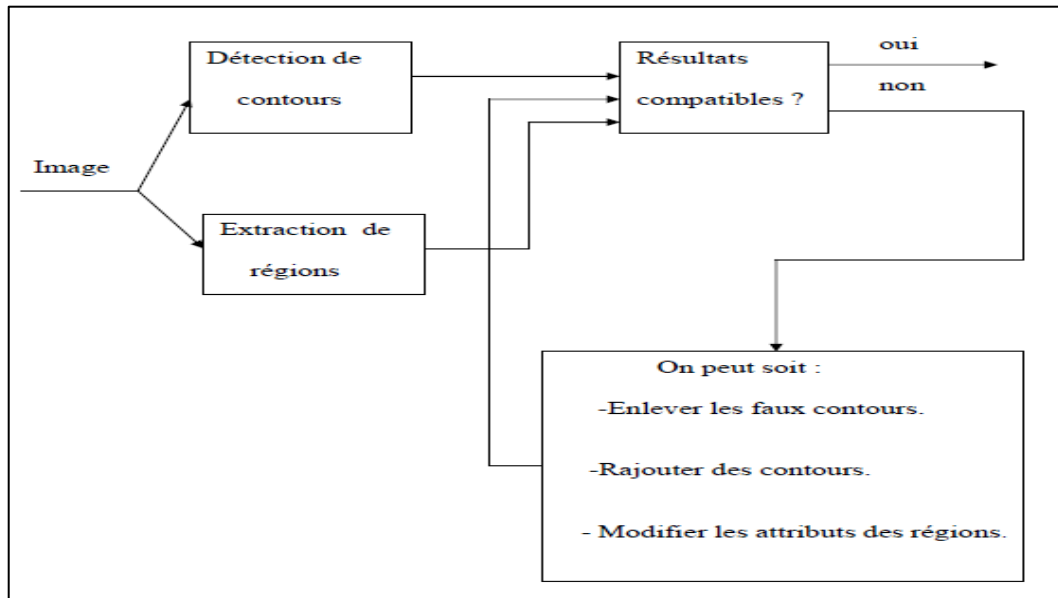 Détection de
contours
Résultats
compatibles ?
oui
non
Image
Extraction de
régions
On peut soit :
-Enlever les faux contours.
-Rajouter des contours.
- Modifier les attributs des régions.